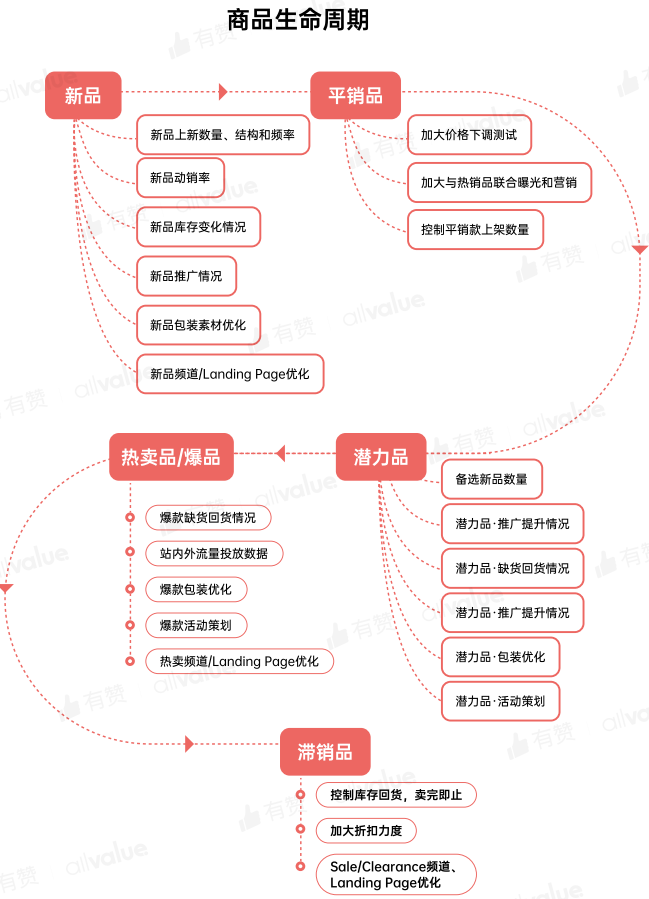 商品生命周期
新品
新品上新数量、结构和频率
新品动销率
新品库存变化情况
新品推广情况
新品包装素材优化
新品频道/Landing Page优化
平销品
加大价格下调测试
加大与热销品联合曝光和营销
控制平销款上架数量
潜力品
备选新品数量
潜力品·推广提升情况
潜力品·缺货回货情况
潜力品·推广提升情况
潜力品·包装优化
潜力品·活动策划
热卖品/爆品
爆款缺货回货情况
站内外流量投放数据
爆款包装优化
爆款活动策划
热卖频道/Landing Page优化
滞销品
控制库存回货，卖完即止
加大折扣力度
Sale/Clearance频道、
Landing Page优化
有赞 allvalue